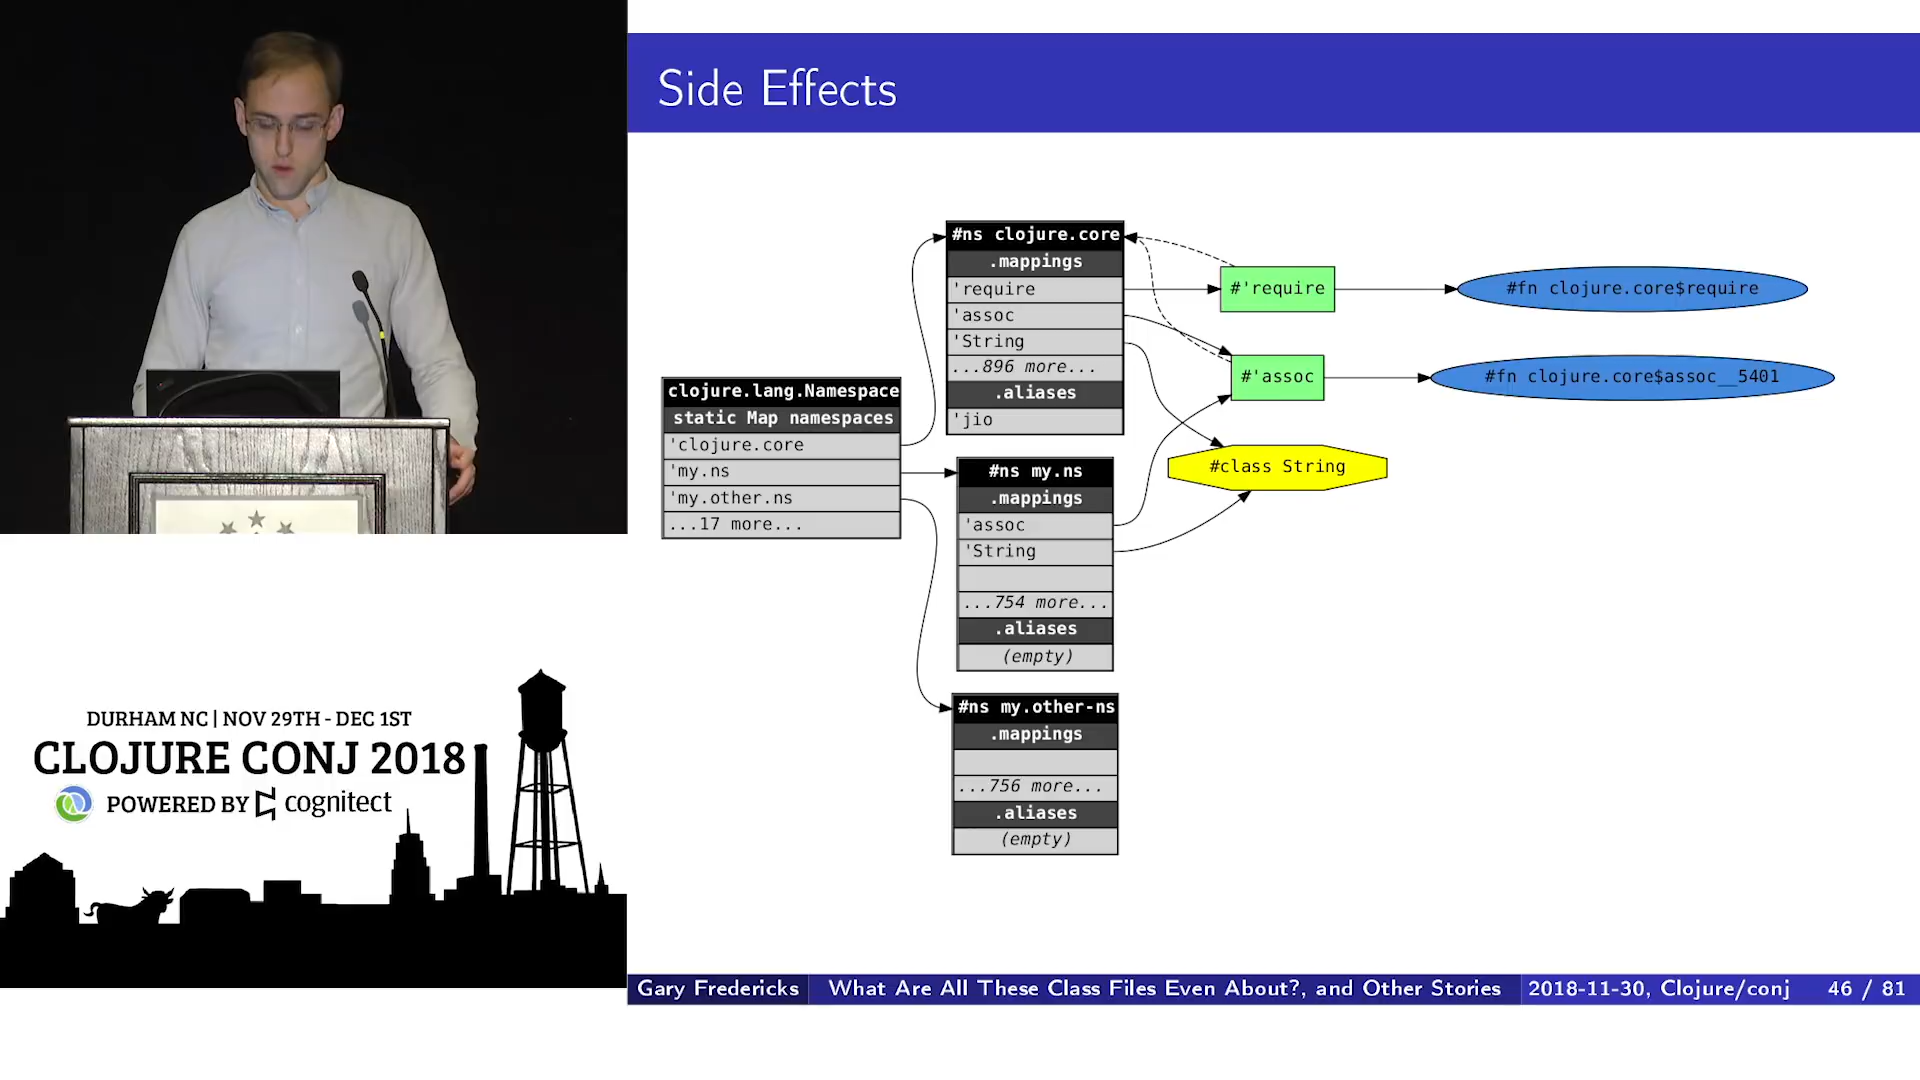 Side Effects
clojure.lang.Namespace
static Map namespaces
'clojure.core
'my.ns
'my.other.ns
...17 more...
#ns clojure.core
.mappings
'require
'assoc
'String
...896 more...
.aliases
'jio
#ns my.ns
.mappings
'assoc
'String
...754 more...
.aliases
(empty)
#ns my.other-ns
.mappings
...756 more...
.aliases
(empty)
#'require
#fn clojure.core$require
#'assoc
#fn clojure.core$assoc__5401
#class String
DURHAM NC | NOV 29TH - DEC 1ST
CLOJURE CONJ 2018
POWERED BY cognitect
Gary Fredericks What Are All These Class Files Even About?, and Other Stories 2018-11-30, Clojure/conj 46 / 81